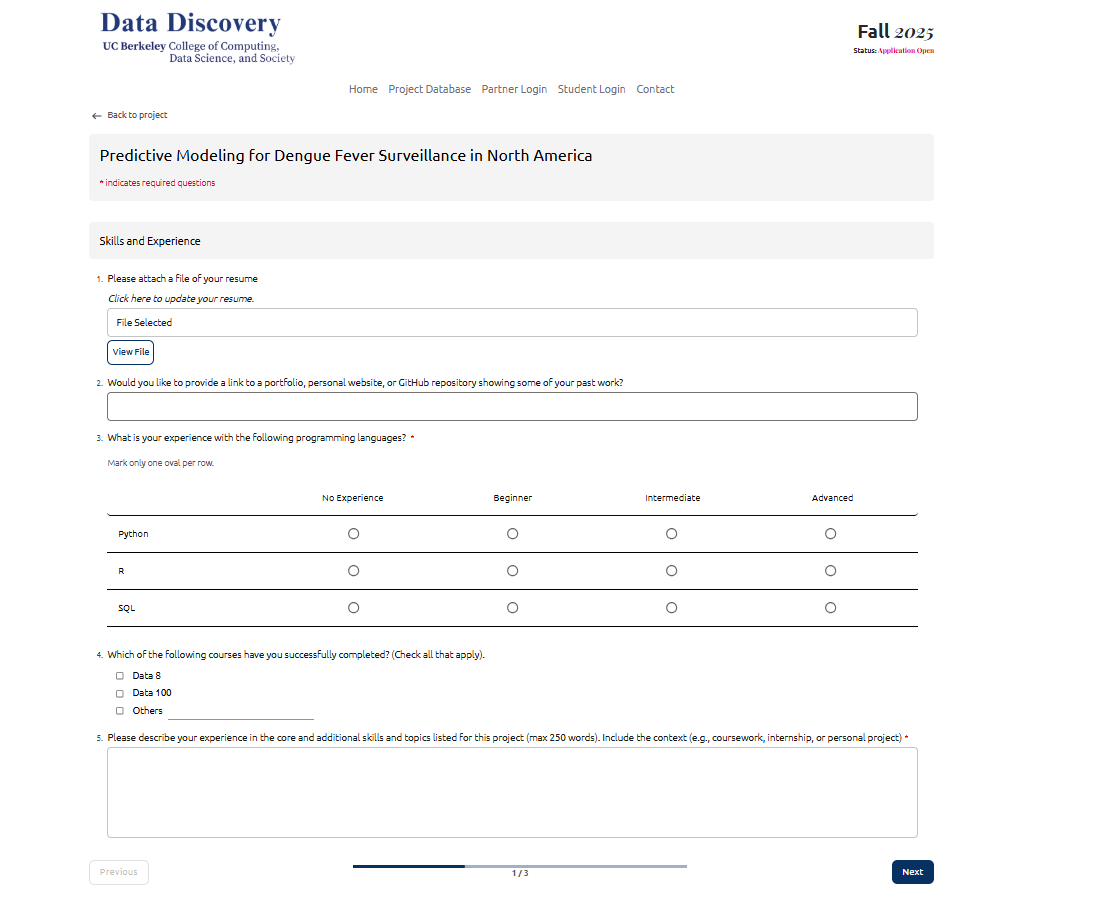 Data Discovery
UC Berkeley College of Computing,
Data Science, and Society
Fall 2025
Status: Application Open
Home Project Database Partner Login Student Login Contact
← Back to project
Predictive Modeling for Dengue Fever Surveillance in North America
* indicates required questions
Skills and Experience
1. Please attach a file of your resume
Click here to update your resume.
File Selected
View File
2. Would you like to provide a link to a portfolio, personal website, or GitHub repository showing some of your past work?
3. What is your experience with the following programming languages? *
Mark only one oval per row.
No Experience Beginner Intermediate Advanced
Python
R
SQL
4. Which of the following courses have you successfully completed? (Check all that apply).
Data 8
Data 100
Others
5. Please describe your experience in the core and additional skills and topics listed for this project (max 250 words). Include the context (e.g., coursework, internship, or personal project) *
Previous
1 / 3
Next